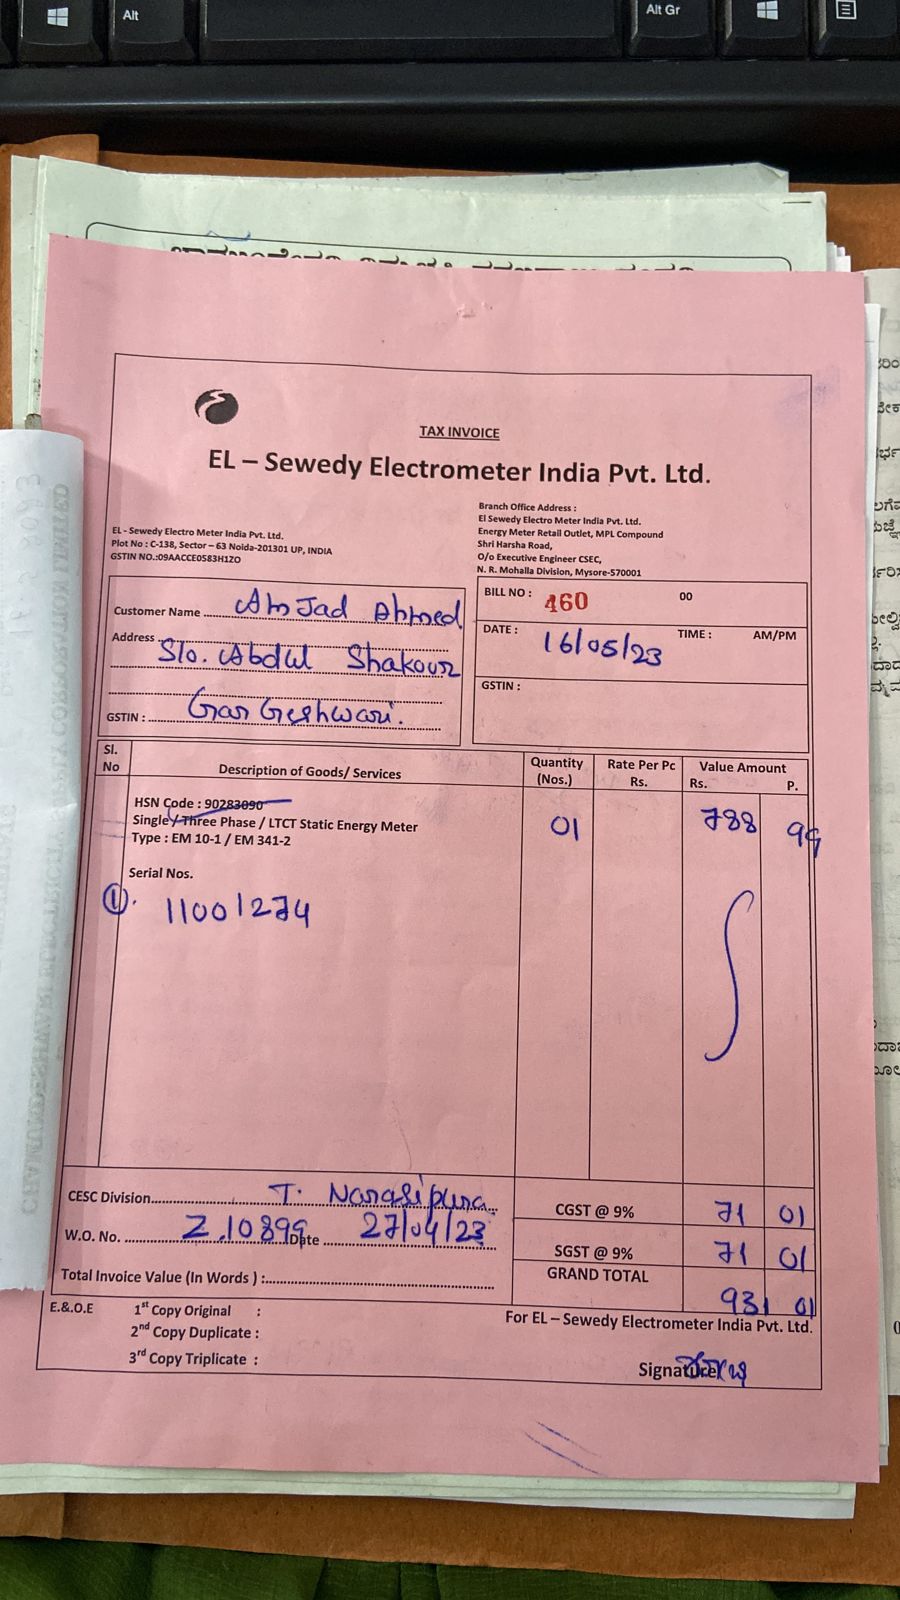 Alt
Alt Gr
TAX INVOICE
EL – Sewedy Electrometer India Pvt. Ltd.
EL - Sewedy Electro Meter India Pvt. Ltd.
Plot No : C-138, Sector – 63 Noida-201301 UP, INDIA
GSTIN NO.:09AACCE0583H1ZO
Branch Office Address :
El Sewedy Electro Meter India Pvt. Ltd.
Energy Meter Retail Outlet, MPL Compound
Shri Harsha Road,
O/o Executive Engineer CSEC,
N. R. Mohalla Division, Mysore-570001
Customer Name AmJad Ahmed
Address S/o. Abdul Shakour
GarGeshwari.
GSTIN :
BILL NO : 460 00
DATE : 16/05/23 TIME : AM/PM
GSTIN :
Sl. No Description of Goods/ Services Quantity (Nos.) Rate Per Pc Rs. Value Amount Rs. P.
HSN Code : 90283090
Single / Three Phase / LTCT Static Energy Meter 01 788 99
Type : EM 10-1 / EM 341-2
Serial Nos.
①. 11001274
CESC Division T. Narasipura
W.O. No. Z.10899 Date 27/04/23
Total Invoice Value (In Words) :
CGST @ 9% 71 01
SGST @ 9% 71 01
GRAND TOTAL 931 01
E.&.O.E 1st Copy Original :
2nd Copy Duplicate :
3rd Copy Triplicate :
For EL – Sewedy Electrometer India Pvt. Ltd.
Signature